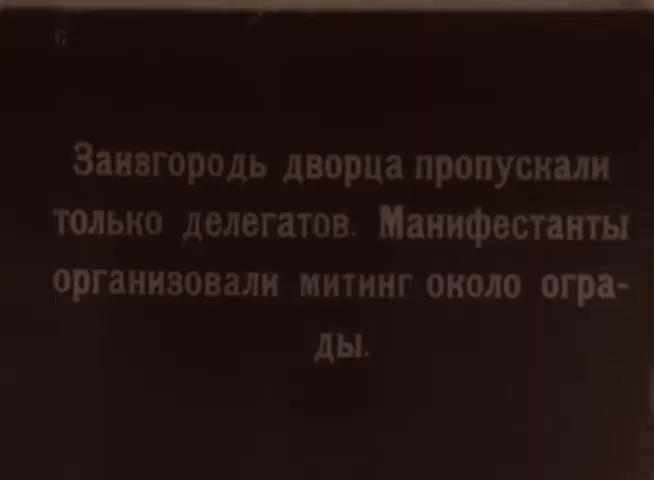 Заизгородь дворца пропускали
только делегатов. Манифестанты
организовали митинг около огра-
ды.